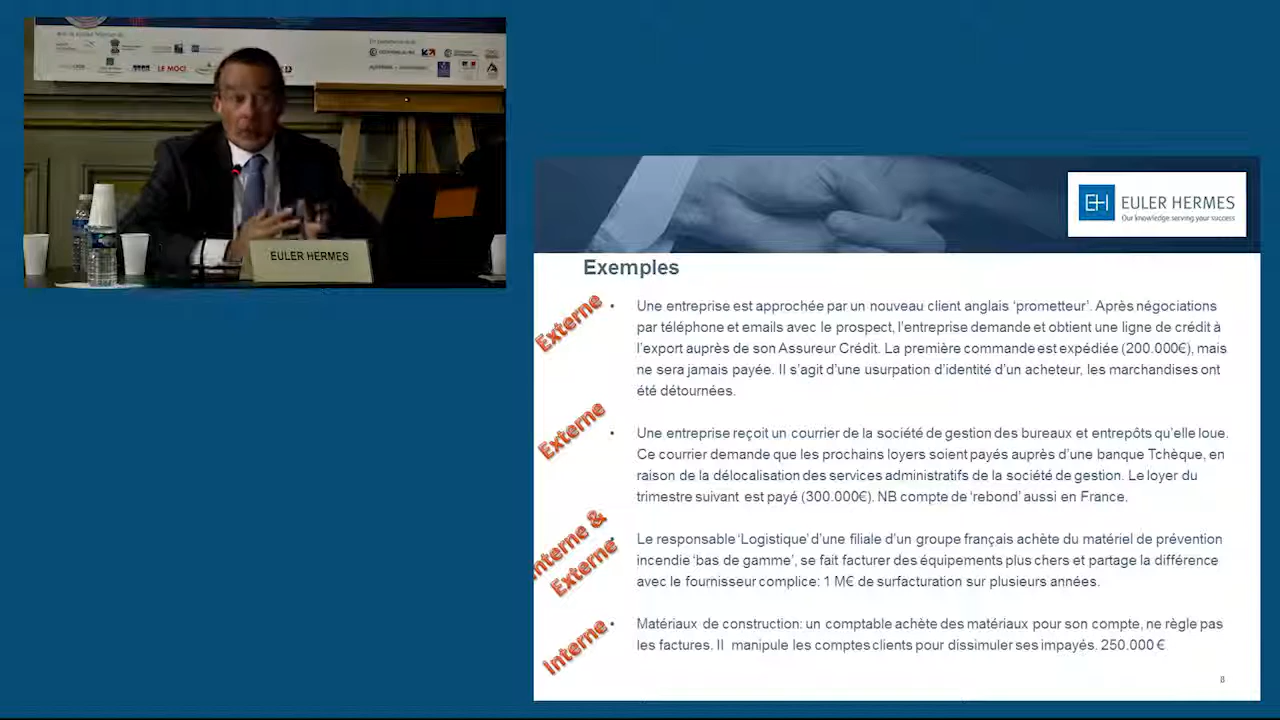 LE MOCI
EULER HERMES
EULER HERMES
Our knowledge serving your success
Exemples
Externe
• Une entreprise est approchée par un nouveau client anglais ‘prometteur’. Après négociations
par téléphone et emails avec le prospect, l’entreprise demande et obtient une ligne de crédit à
l’export auprès de son Assureur Crédit. La première commande est expédiée (200.000€), mais
ne sera jamais payée. Il s’agit d’une usurpation d’identité d’un acheteur, les marchandises ont
été détournées.
Externe
• Une entreprise reçoit un courrier de la société de gestion des bureaux et entrepôts qu’elle loue.
Ce courrier demande que les prochains loyers soient payés auprès d’une banque Tchèque, en
raison de la délocalisation des services administratifs de la société de gestion. Le loyer du
trimestre suivant est payé (300.000€). NB compte de ‘rebond’ aussi en France.
Interne &
Externe
• Le responsable ‘Logistique’ d’une filiale d’un groupe français achète du matériel de prévention
incendie ‘bas de gamme’, se fait facturer des équipements plus chers et partage la différence
avec le fournisseur complice: 1 M€ de surfacturation sur plusieurs années.
Interne
• Matériaux de construction: un comptable achète des matériaux pour son compte, ne règle pas
les factures. Il manipule les comptes clients pour dissimuler ses impayés. 250.000 €
8